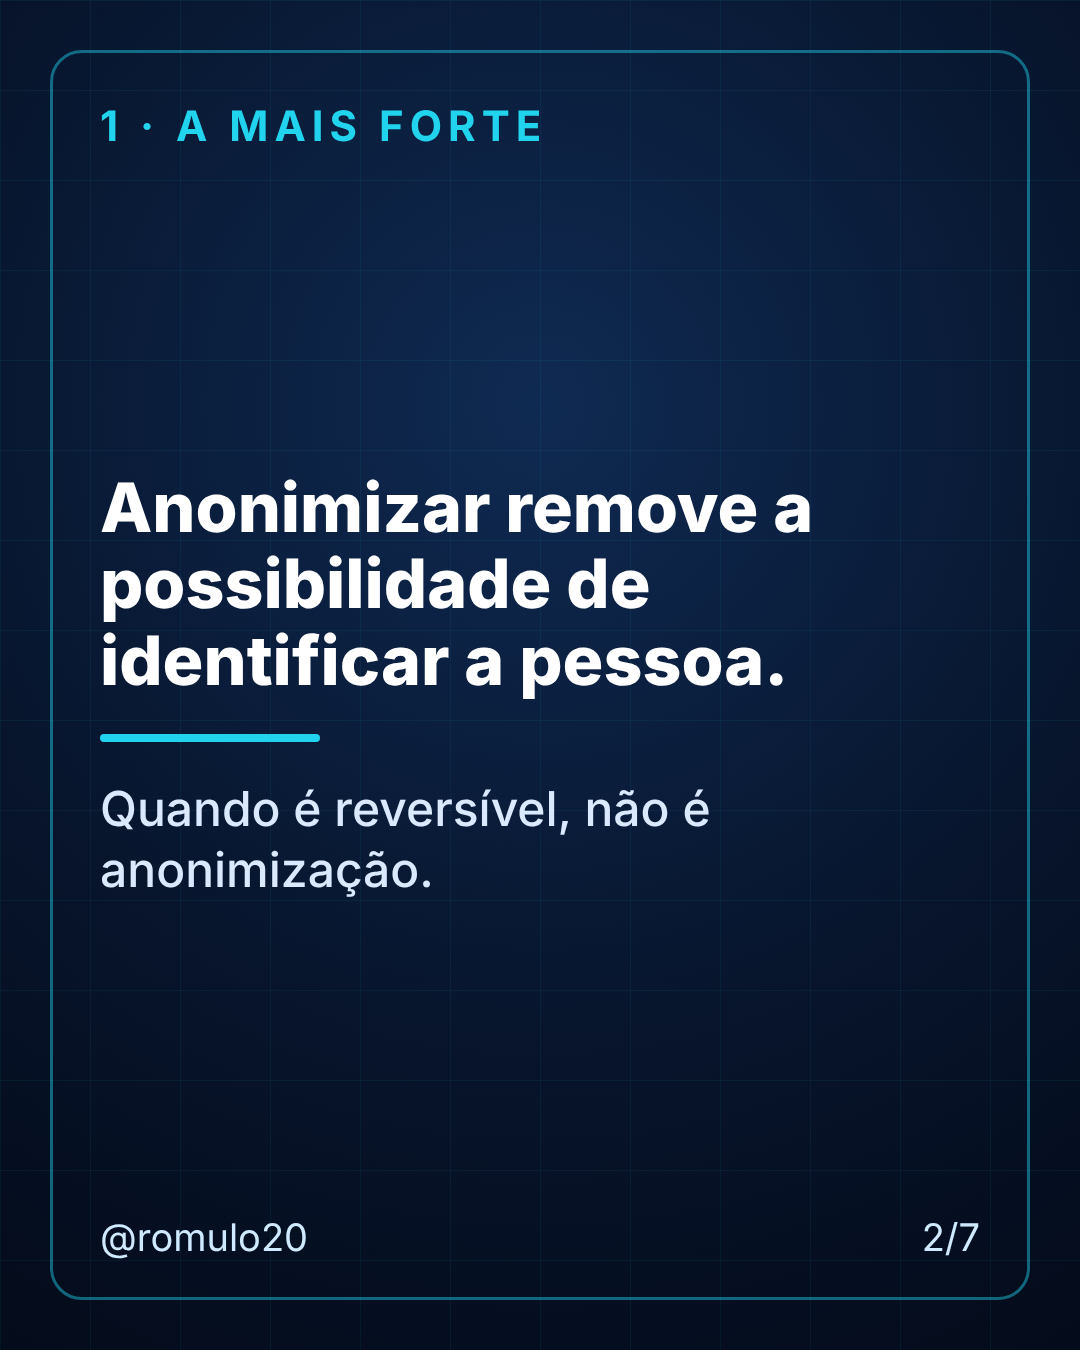 1 · A MAIS FORTE
Anonimizar remove a
possibilidade de
identificar a pessoa.
Quando é reversível, não é
anonimização.
@romulo20
2/7